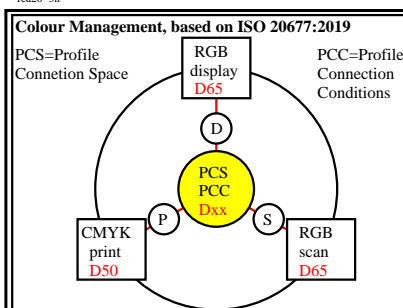 Colour Management, based on ISO 20677:2019
PCS=Profile
Connetion Space
RGB
display
D65
PCC=Profile
Connection
Conditions
D
PCS
PCC
Dxx
P
S
CMYK
print
D50
RGB
scan
D65